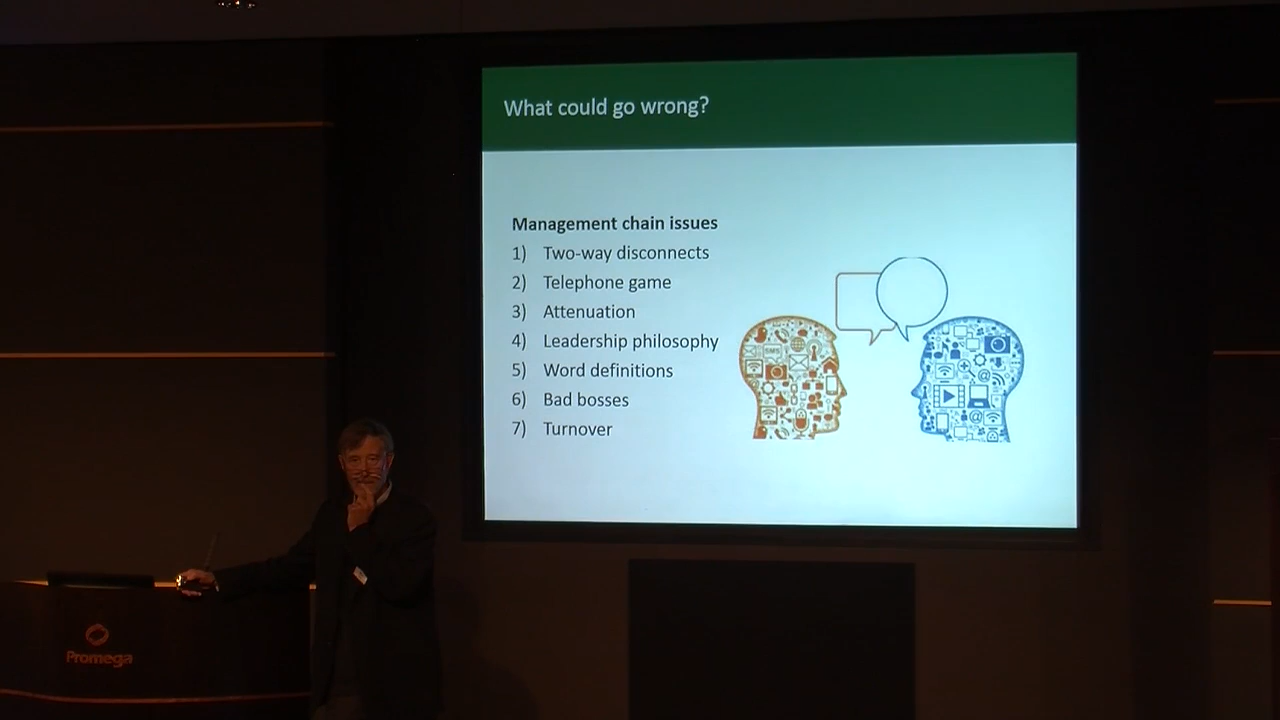 What could go wrong?
Management chain issues
1) Two-way disconnects
2) Telephone game
3) Attenuation
4) Leadership philosophy
5) Word definitions
6) Bad bosses
7) Turnover
SMS
Promega